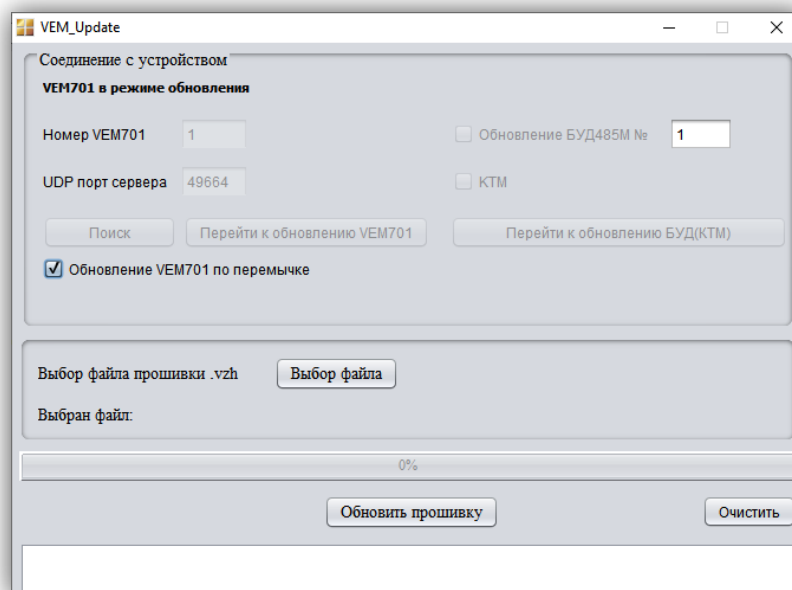 VEM_Update
Соединение с устройством
VEM701 в режиме обновления
Номер VEM701 1 Обновление БУД485М № 1
UDP порт сервера 49664 КТМ
Поиск Перейти к обновлению VEM701 Перейти к обновлению БУД(КТМ)
Обновление VEM701 по перемычке
Выбор файла прошивки .vzh Выбор файла
Выбран файл:
0%
Обновить прошивку Очистить